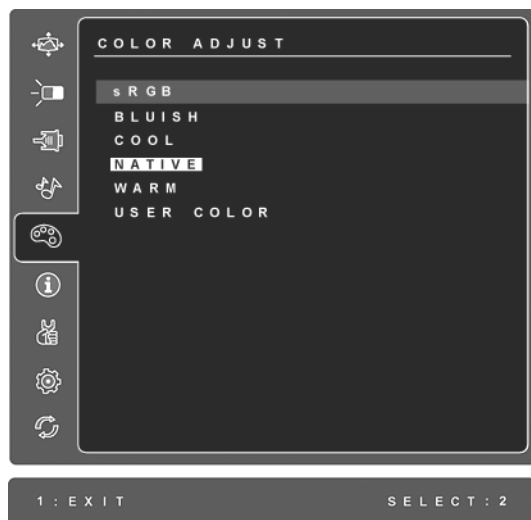 COLOR ADJUST
sRGB
BLUISH
COOL
NATIVE
WARM
USER COLOR
1:EXIT SELECT:2